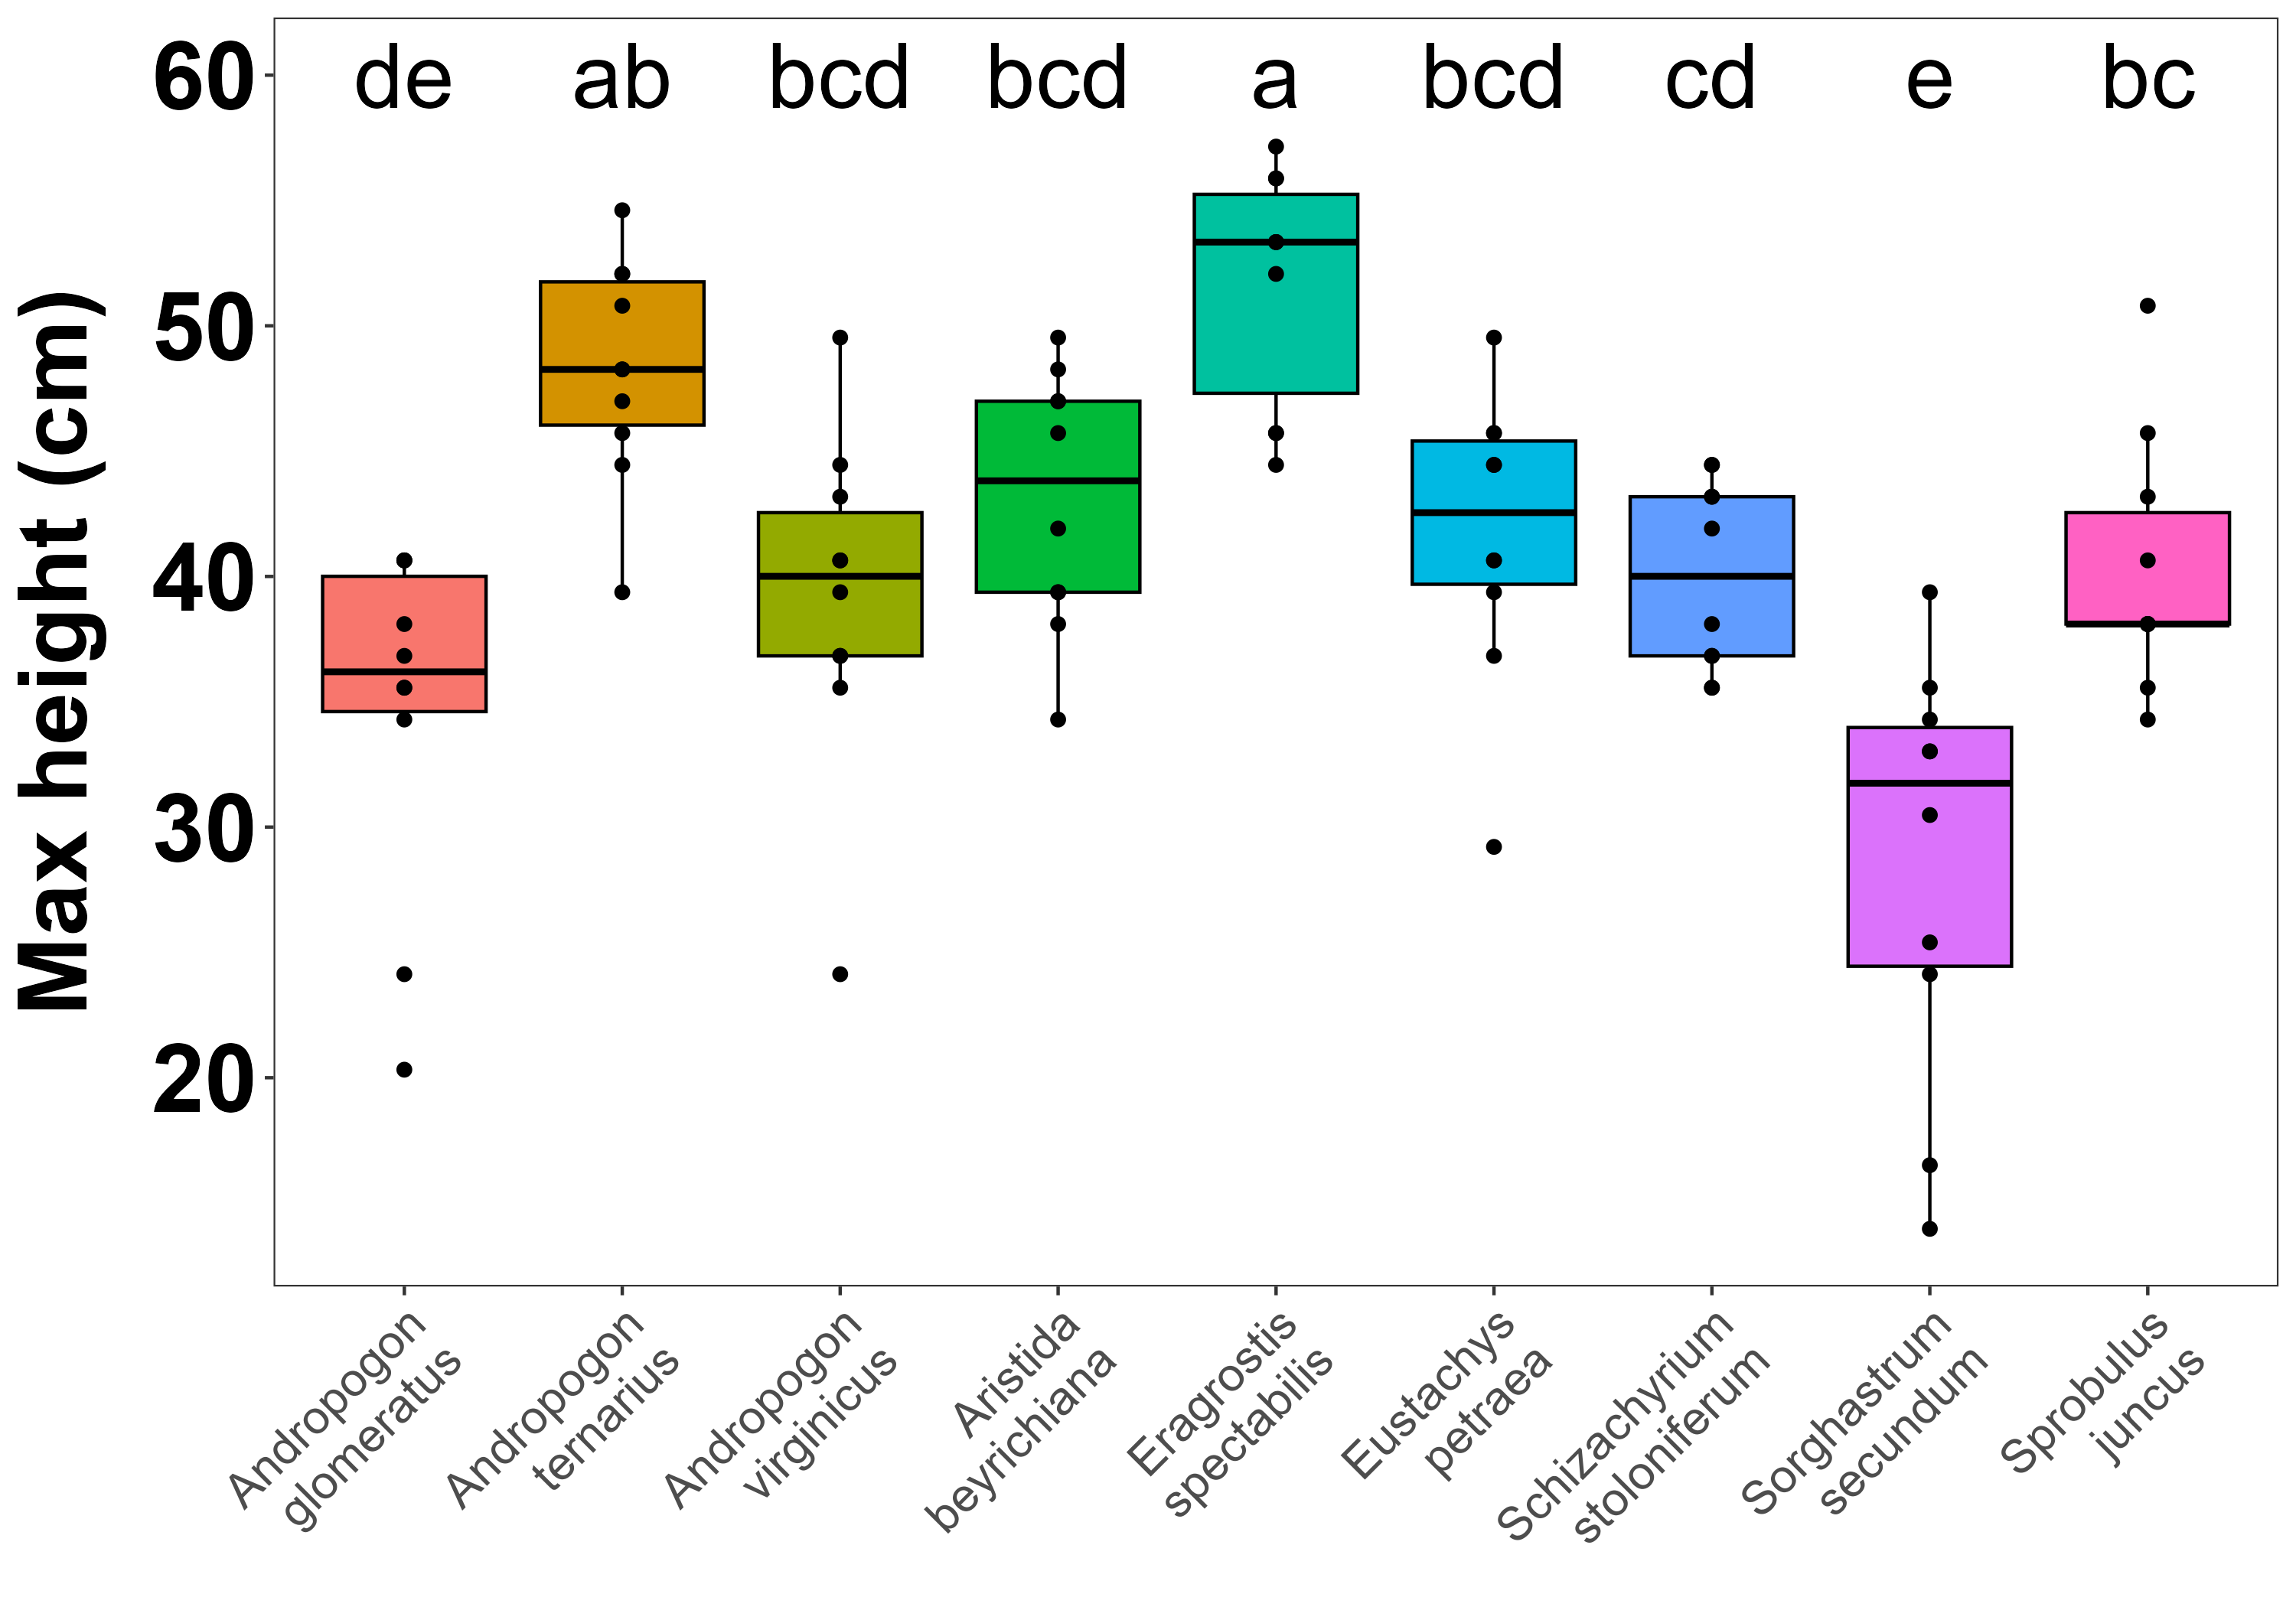 Max height (cm)
60
50
40
30
20
de ab bcd bcd a bcd cd e bc
Andropogon
glomeratus
Andropogon
ternarius
Andropogon
virginicus
Aristida
beyrichiana
Eragrostis
spectabilis
Eustachys
petraea
Schizachyrium
stoloniferum
Sorghastrum
secundum
Sprobulus
juncus